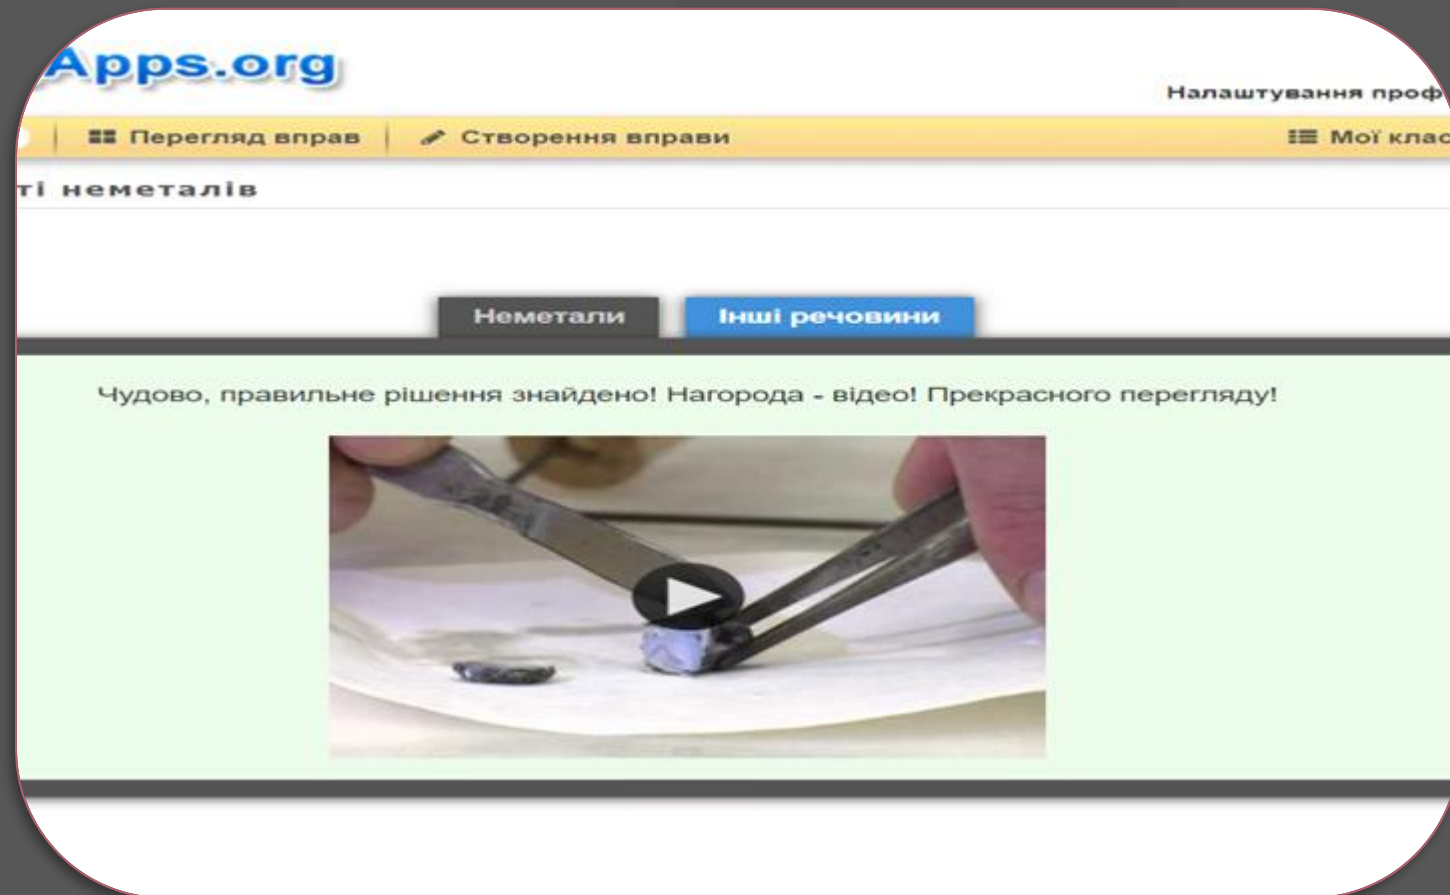 Apps.org
Налаштування проф
Перегляд вправ
Створення вправи
Мої клас
ті неметалів
Неметали
Інші речовини
Чудово, правильне рішення знайдено! Нагорода - відео! Прекрасного перегляду!